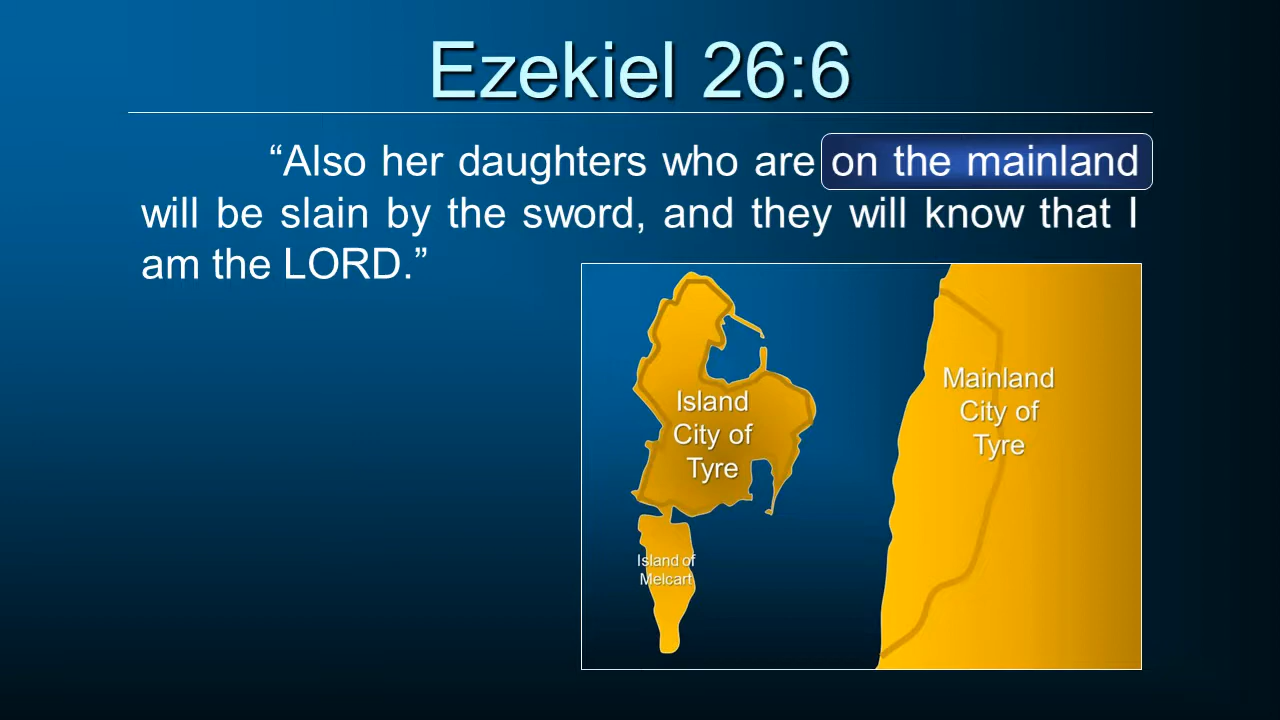 Ezekiel 26:6
“Also her daughters who are on the mainland
will be slain by the sword, and they will know that I
am the LORD.”
Island
City of
Tyre
Mainland
City of
Tyre
Island of
Melcart